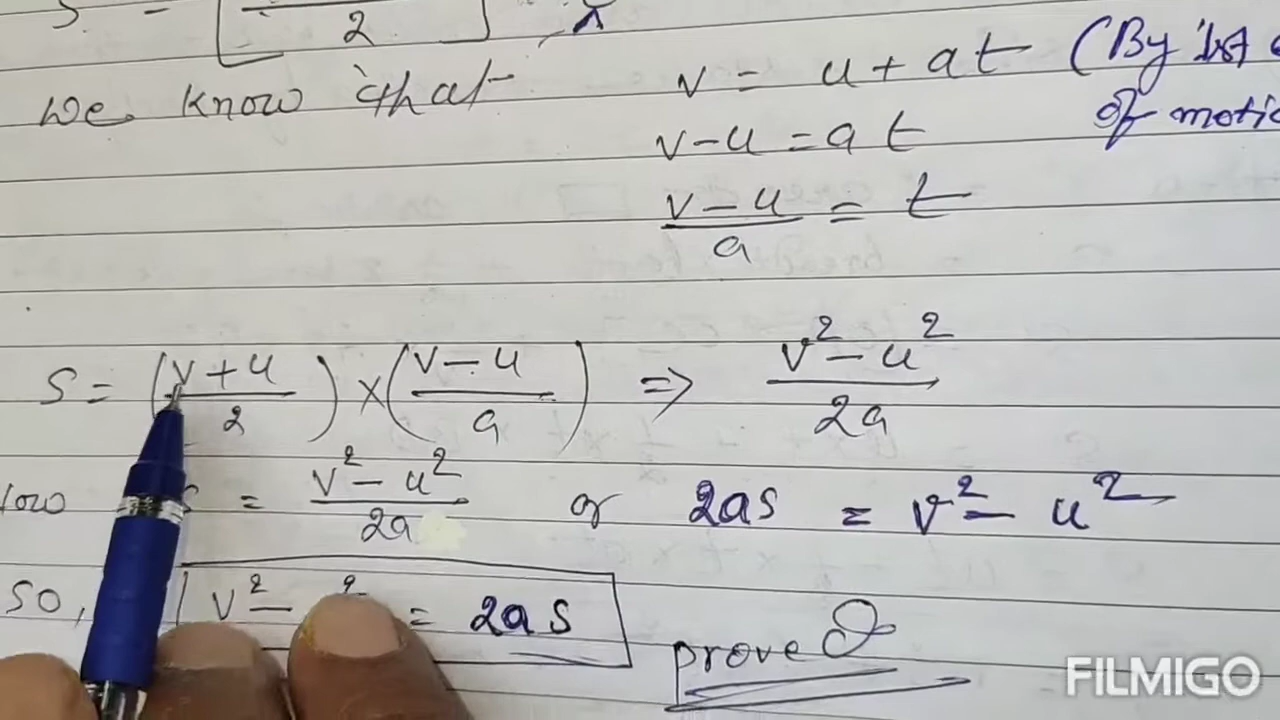 2
We know that v = u + at (By 1st
of motio
v - u = at
v - u / a = t
S = (v + u / 2) × (v - u / a) ⇒ v² - u² / 2a
S = v² - u² / 2a or 2as = v² - u²
So, v² - = 2as
proved
FILMIGO